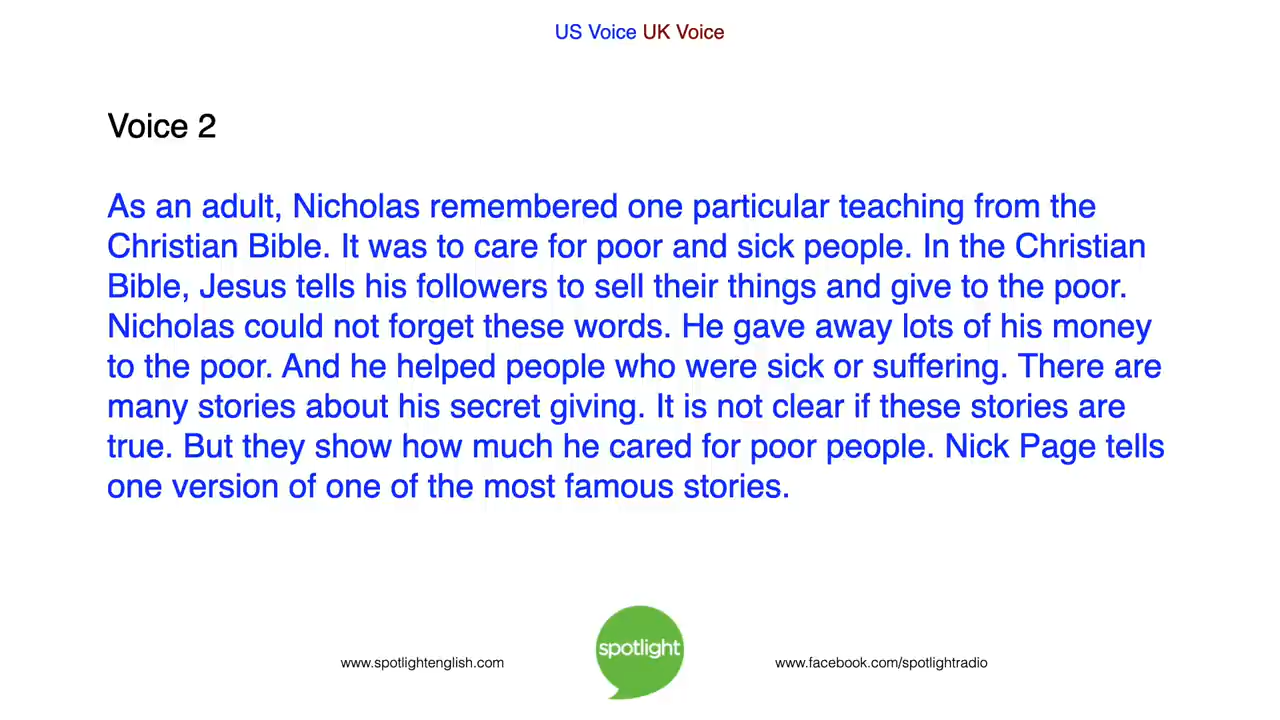 US Voice UK Voice
Voice 2
As an adult, Nicholas remembered one particular teaching from the
Christian Bible. It was to care for poor and sick people. In the Christian
Bible, Jesus tells his followers to sell their things and give to the poor.
Nicholas could not forget these words. He gave away lots of his money
to the poor. And he helped people who were sick or suffering. There are
many stories about his secret giving. It is not clear if these stories are
true. But they show how much he cared for poor people. Nick Page tells
one version of one of the most famous stories.
spotlight
www.spotlightenglish.com
www.facebook.com/spotlightradio